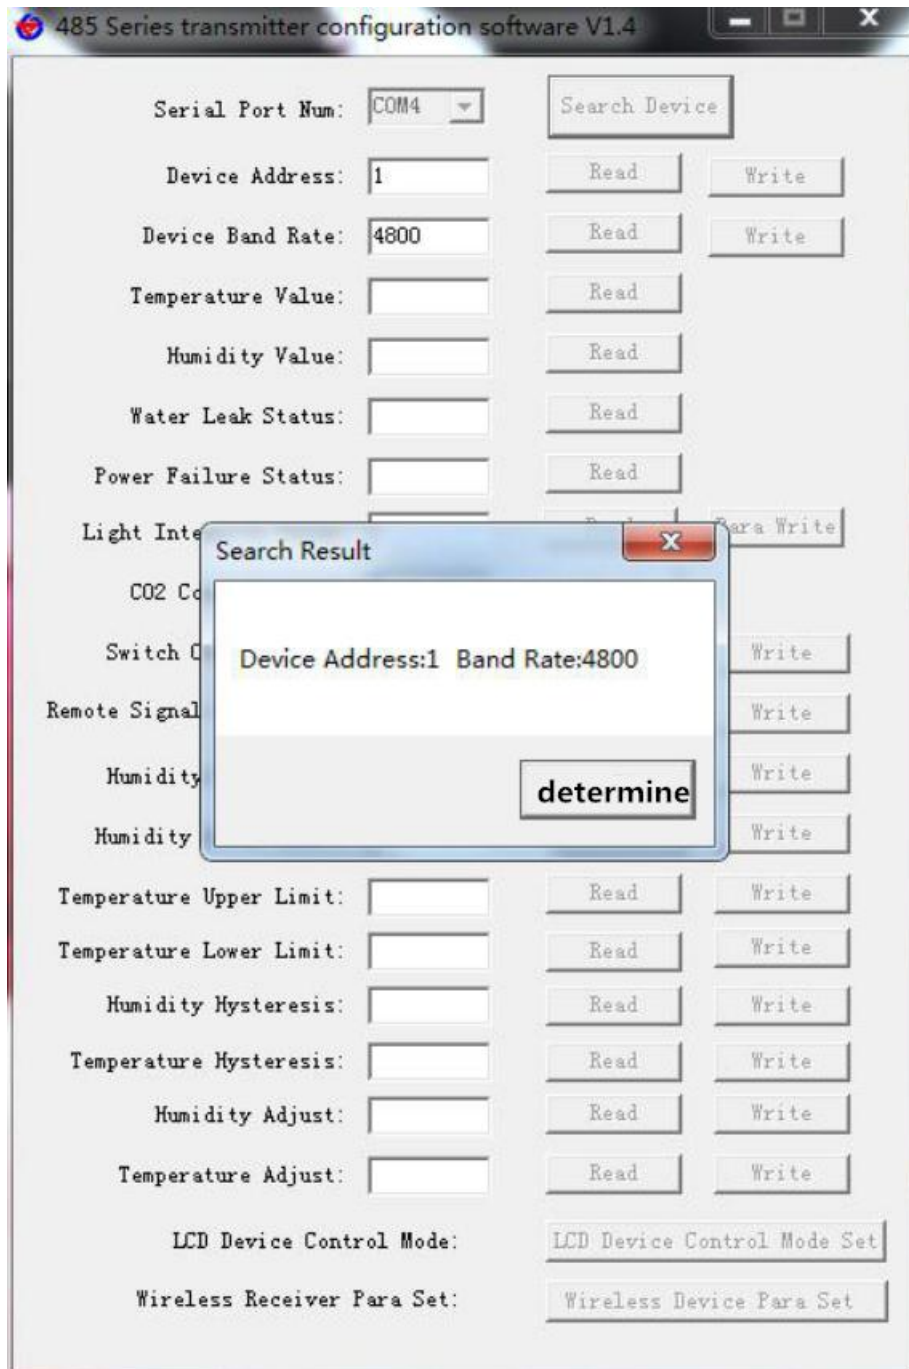 485 Series transmitter configuration software V1.4
Serial Port Num: COM4 Search Device
Device Address: 1 Read Write
Device Band Rate: 4800 Read Write
Temperature Value: Read
Humidity Value: Read
Water Leak Status: Read
Power Failure Status: Read
Light Write
Search Result
CO2
Device Address:1 Band Rate:4800
Switch Write
Remote Signal Write
Humidity Write
determine
Humidity Write
Temperature Upper Limit: Read Write
Temperature Lower Limit: Read Write
Humidity Hysteresis: Read Write
Temperature Hysteresis: Read Write
Humidity Adjust: Read Write
Temperature Adjust: Read Write
LCD Device Control Mode: LCD Device Control Mode Set
Wireless Receiver Para Set: Wireless Device Para Set